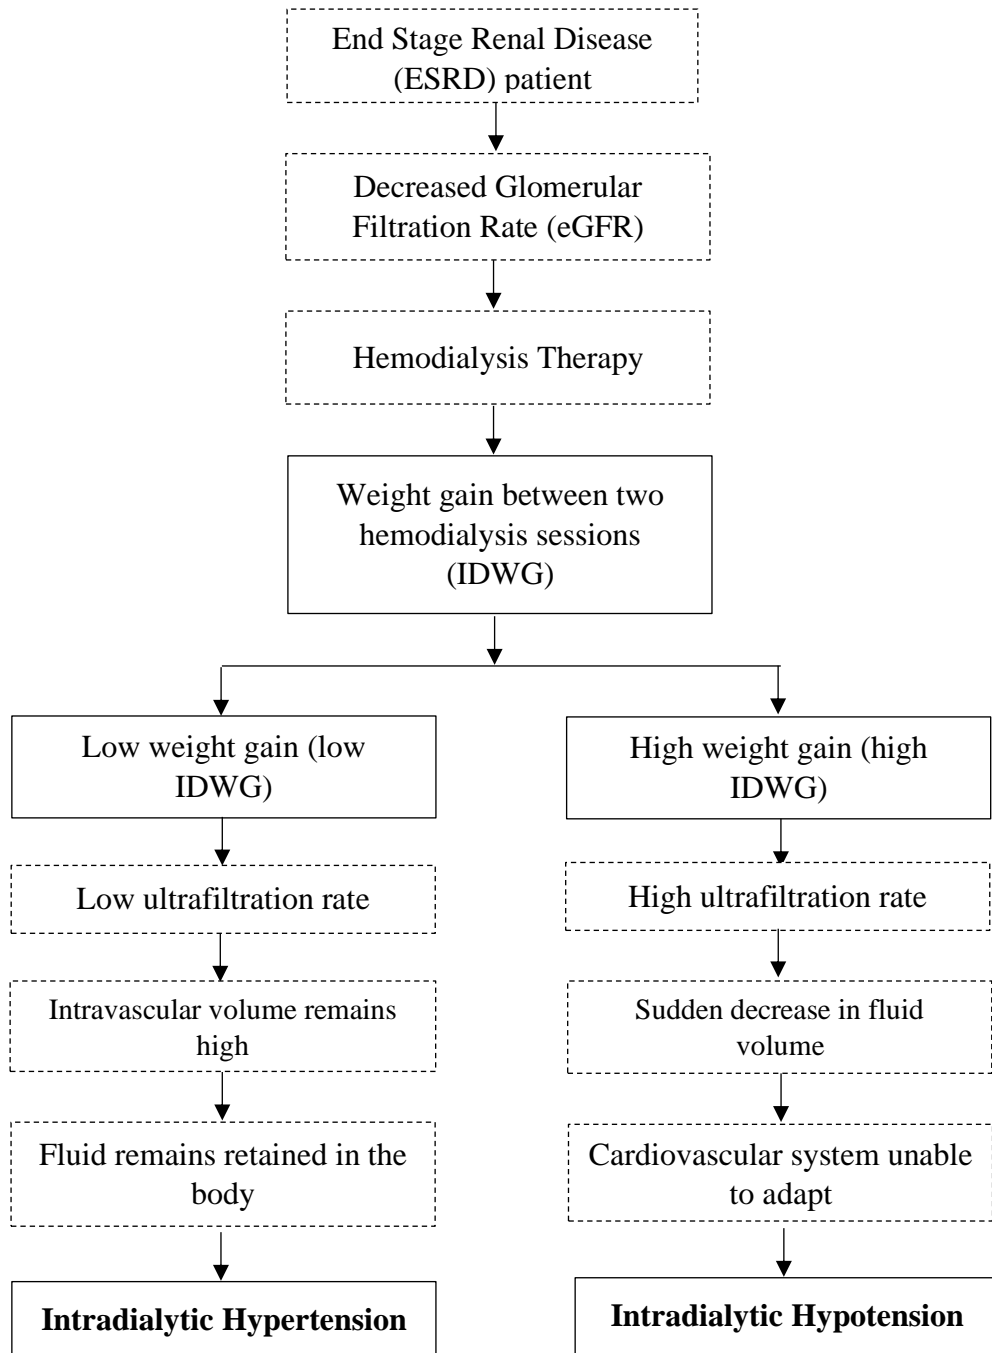 End Stage Renal Disease
(ESRD) patient
Decreased Glomerular
Filtration Rate (eGFR)
Hemodialysis Therapy
Weight gain between two
hemodialysis sessions
(IDWG)
Low weight gain (low
IDWG)
High weight gain (high
IDWG)
Low ultrafiltration rate
High ultrafiltration rate
Intravascular volume remains
high
Sudden decrease in fluid
volume
Fluid remains retained in the
body
Cardiovascular system unable
to adapt
Intradialytic Hypertension
Intradialytic Hypotension